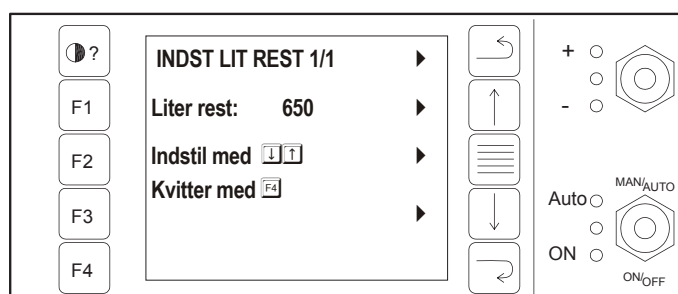 ?
F1
F2
F3
F4
INDST LIT REST 1/1
Liter rest: 650
Indstil med ↓ ↑
Kvitter med F4
+
-
MAN/AUTO
Auto
ON
ON/OFF